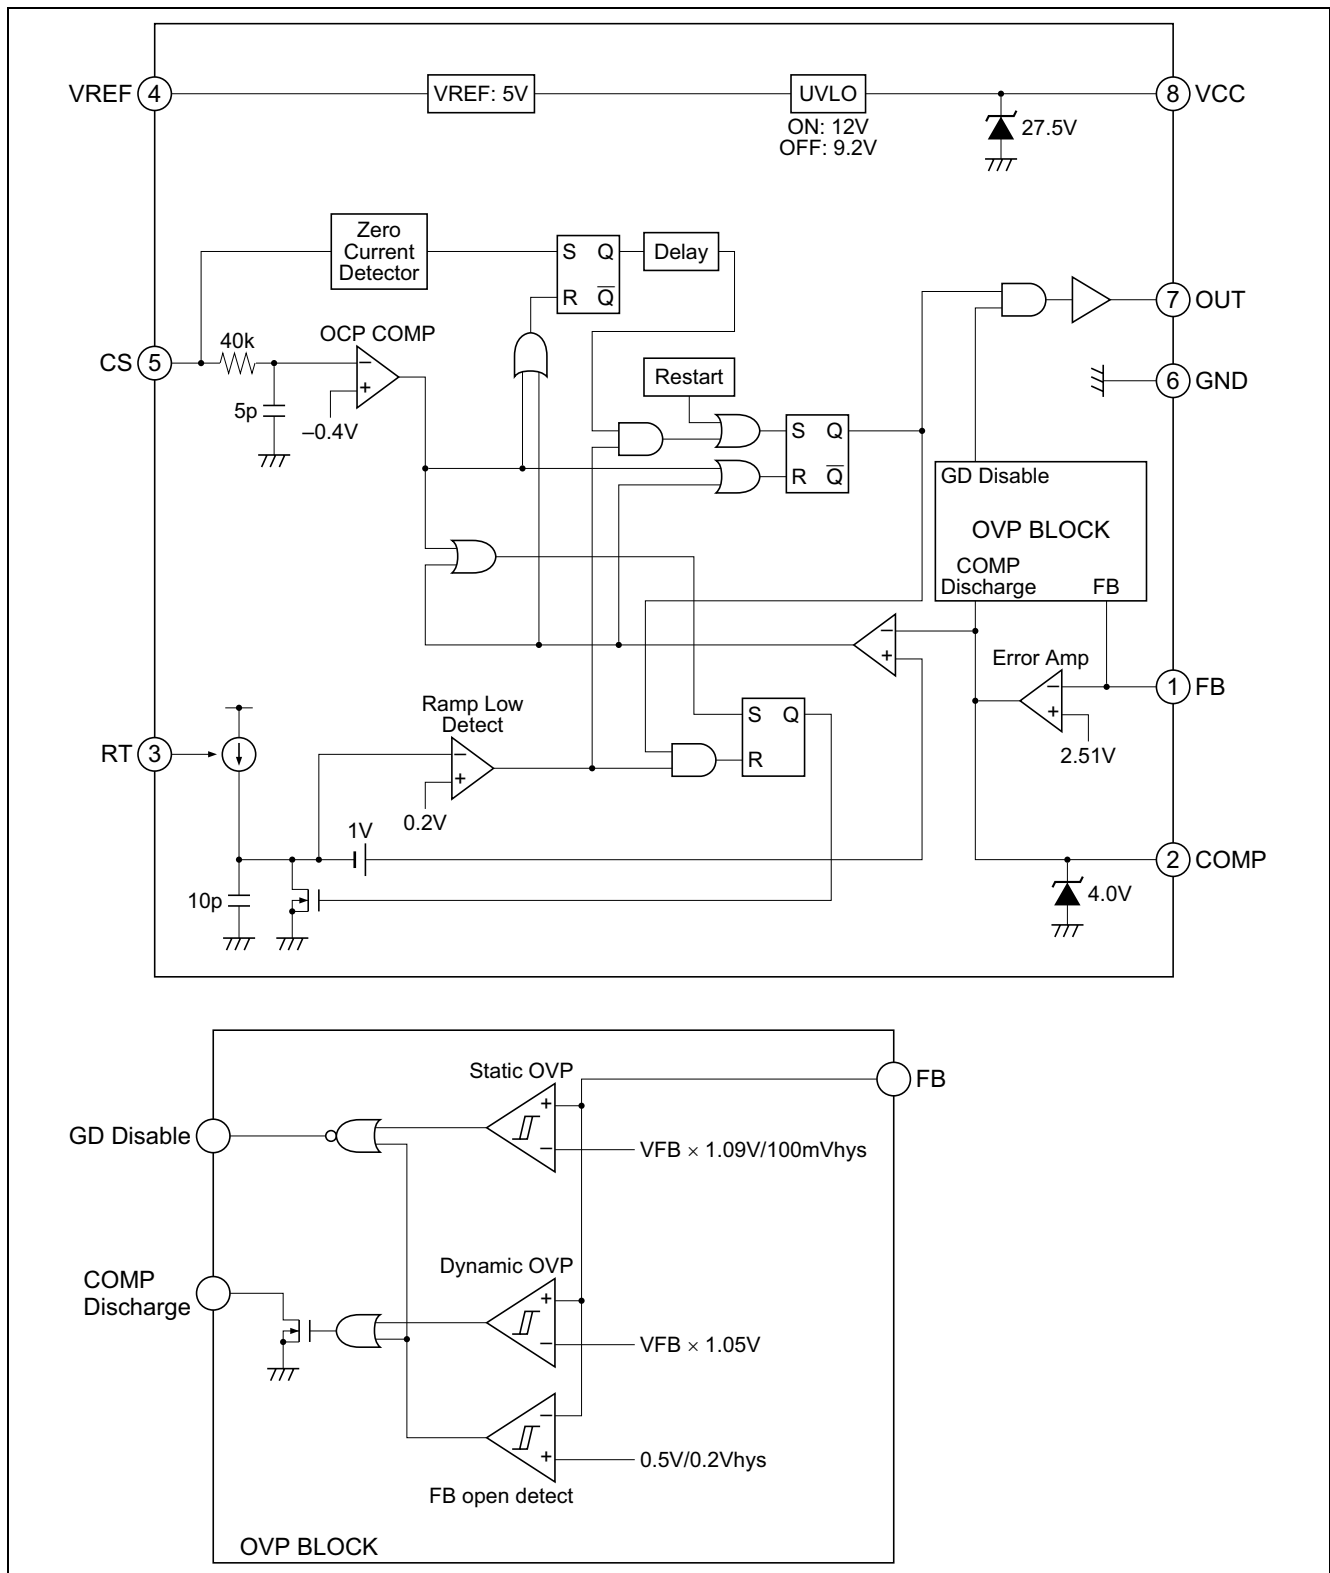 VREF 4
VREF: 5V
UVLO
ON: 12V
OFF: 9.2V
8 VCC
27.5V
Zero
Current
Detector
S Q
R Q̅
Delay
7 OUT
OCP COMP
40k
CS 5
5p
–0.4V
–
+
Restart
6 GND
S Q
R Q̅
GD Disable
OVP BLOCK
COMP
Discharge
FB
–
+
Error Amp
–
+
1 FB
2.51V
Ramp Low
Detect
–
+
0.2V
S Q
R
RT 3
1V
10p
2 COMP
4.0V
Static OVP
FB
+
–
GD Disable
VFB × 1.09V/100mVhys
Dynamic OVP
+
–
COMP
Discharge
VFB × 1.05V
–
+
0.5V/0.2Vhys
FB open detect
OVP BLOCK